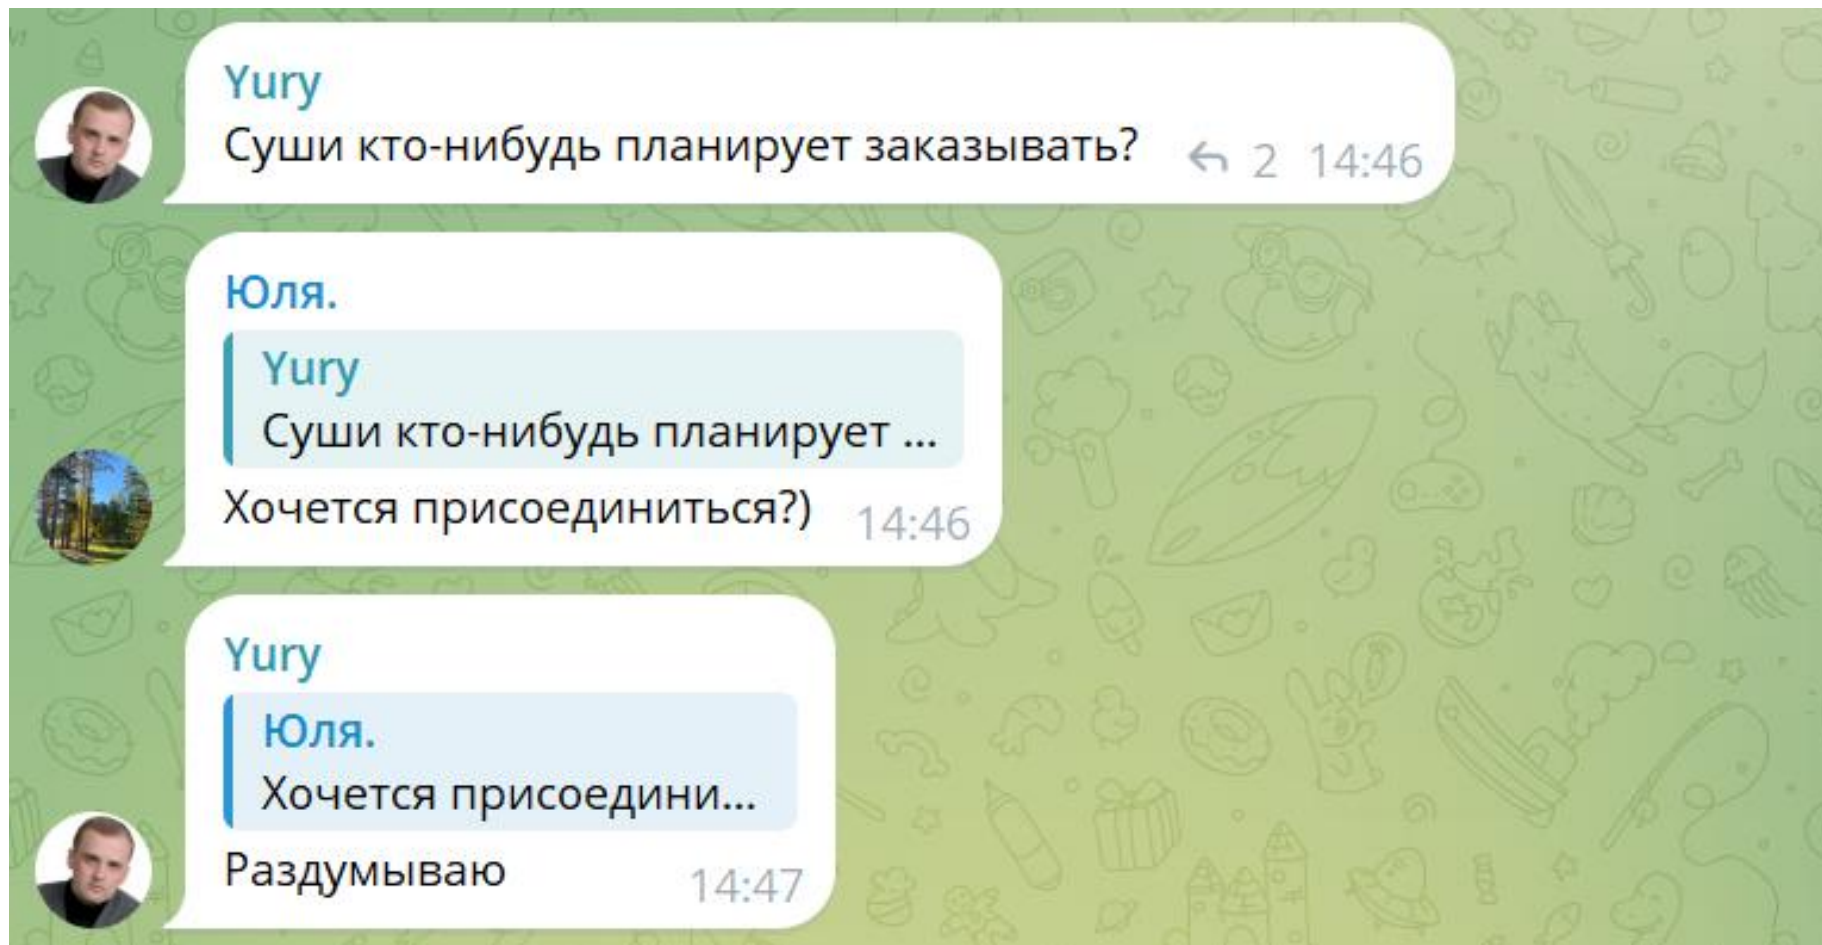 Yury
Суши кто-нибудь планирует заказывать? 2 14:46
Юля.
Yury
Суши кто-нибудь планирует ...
Хочется присоединиться?) 14:46
Yury
Юля.
Хочется присоедини...
Раздумываю 14:47